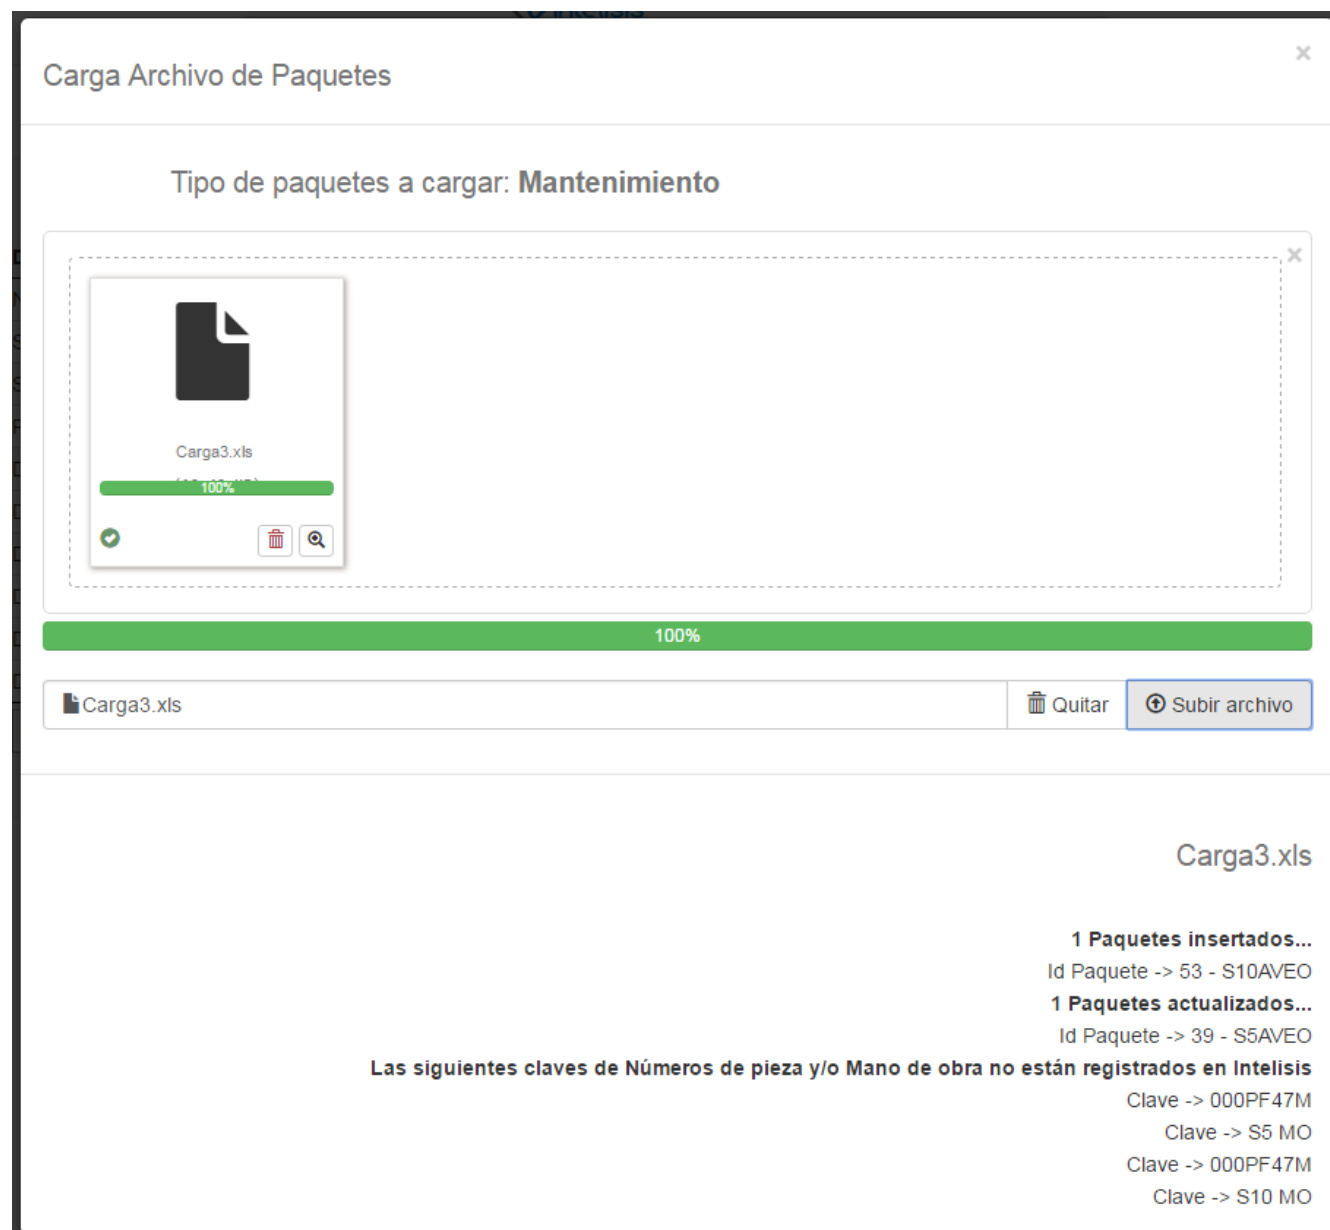 Carga Archivo de Paquetes
×
Tipo de paquetes a cargar: Mantenimiento
×
Carga3.xls
100%
100%
Carga3.xls
Quitar
Subir archivo
Carga3.xls
1 Paquetes insertados...
Id Paquete -> 53 - S10AVEO
1 Paquetes actualizados...
Id Paquete -> 39 - S5AVEO
Las siguientes claves de Números de pieza y/o Mano de obra no están registrados en Intelisis
Clave -> 000PF47M
Clave -> S5 MO
Clave -> 000PF47M
Clave -> S10 MO